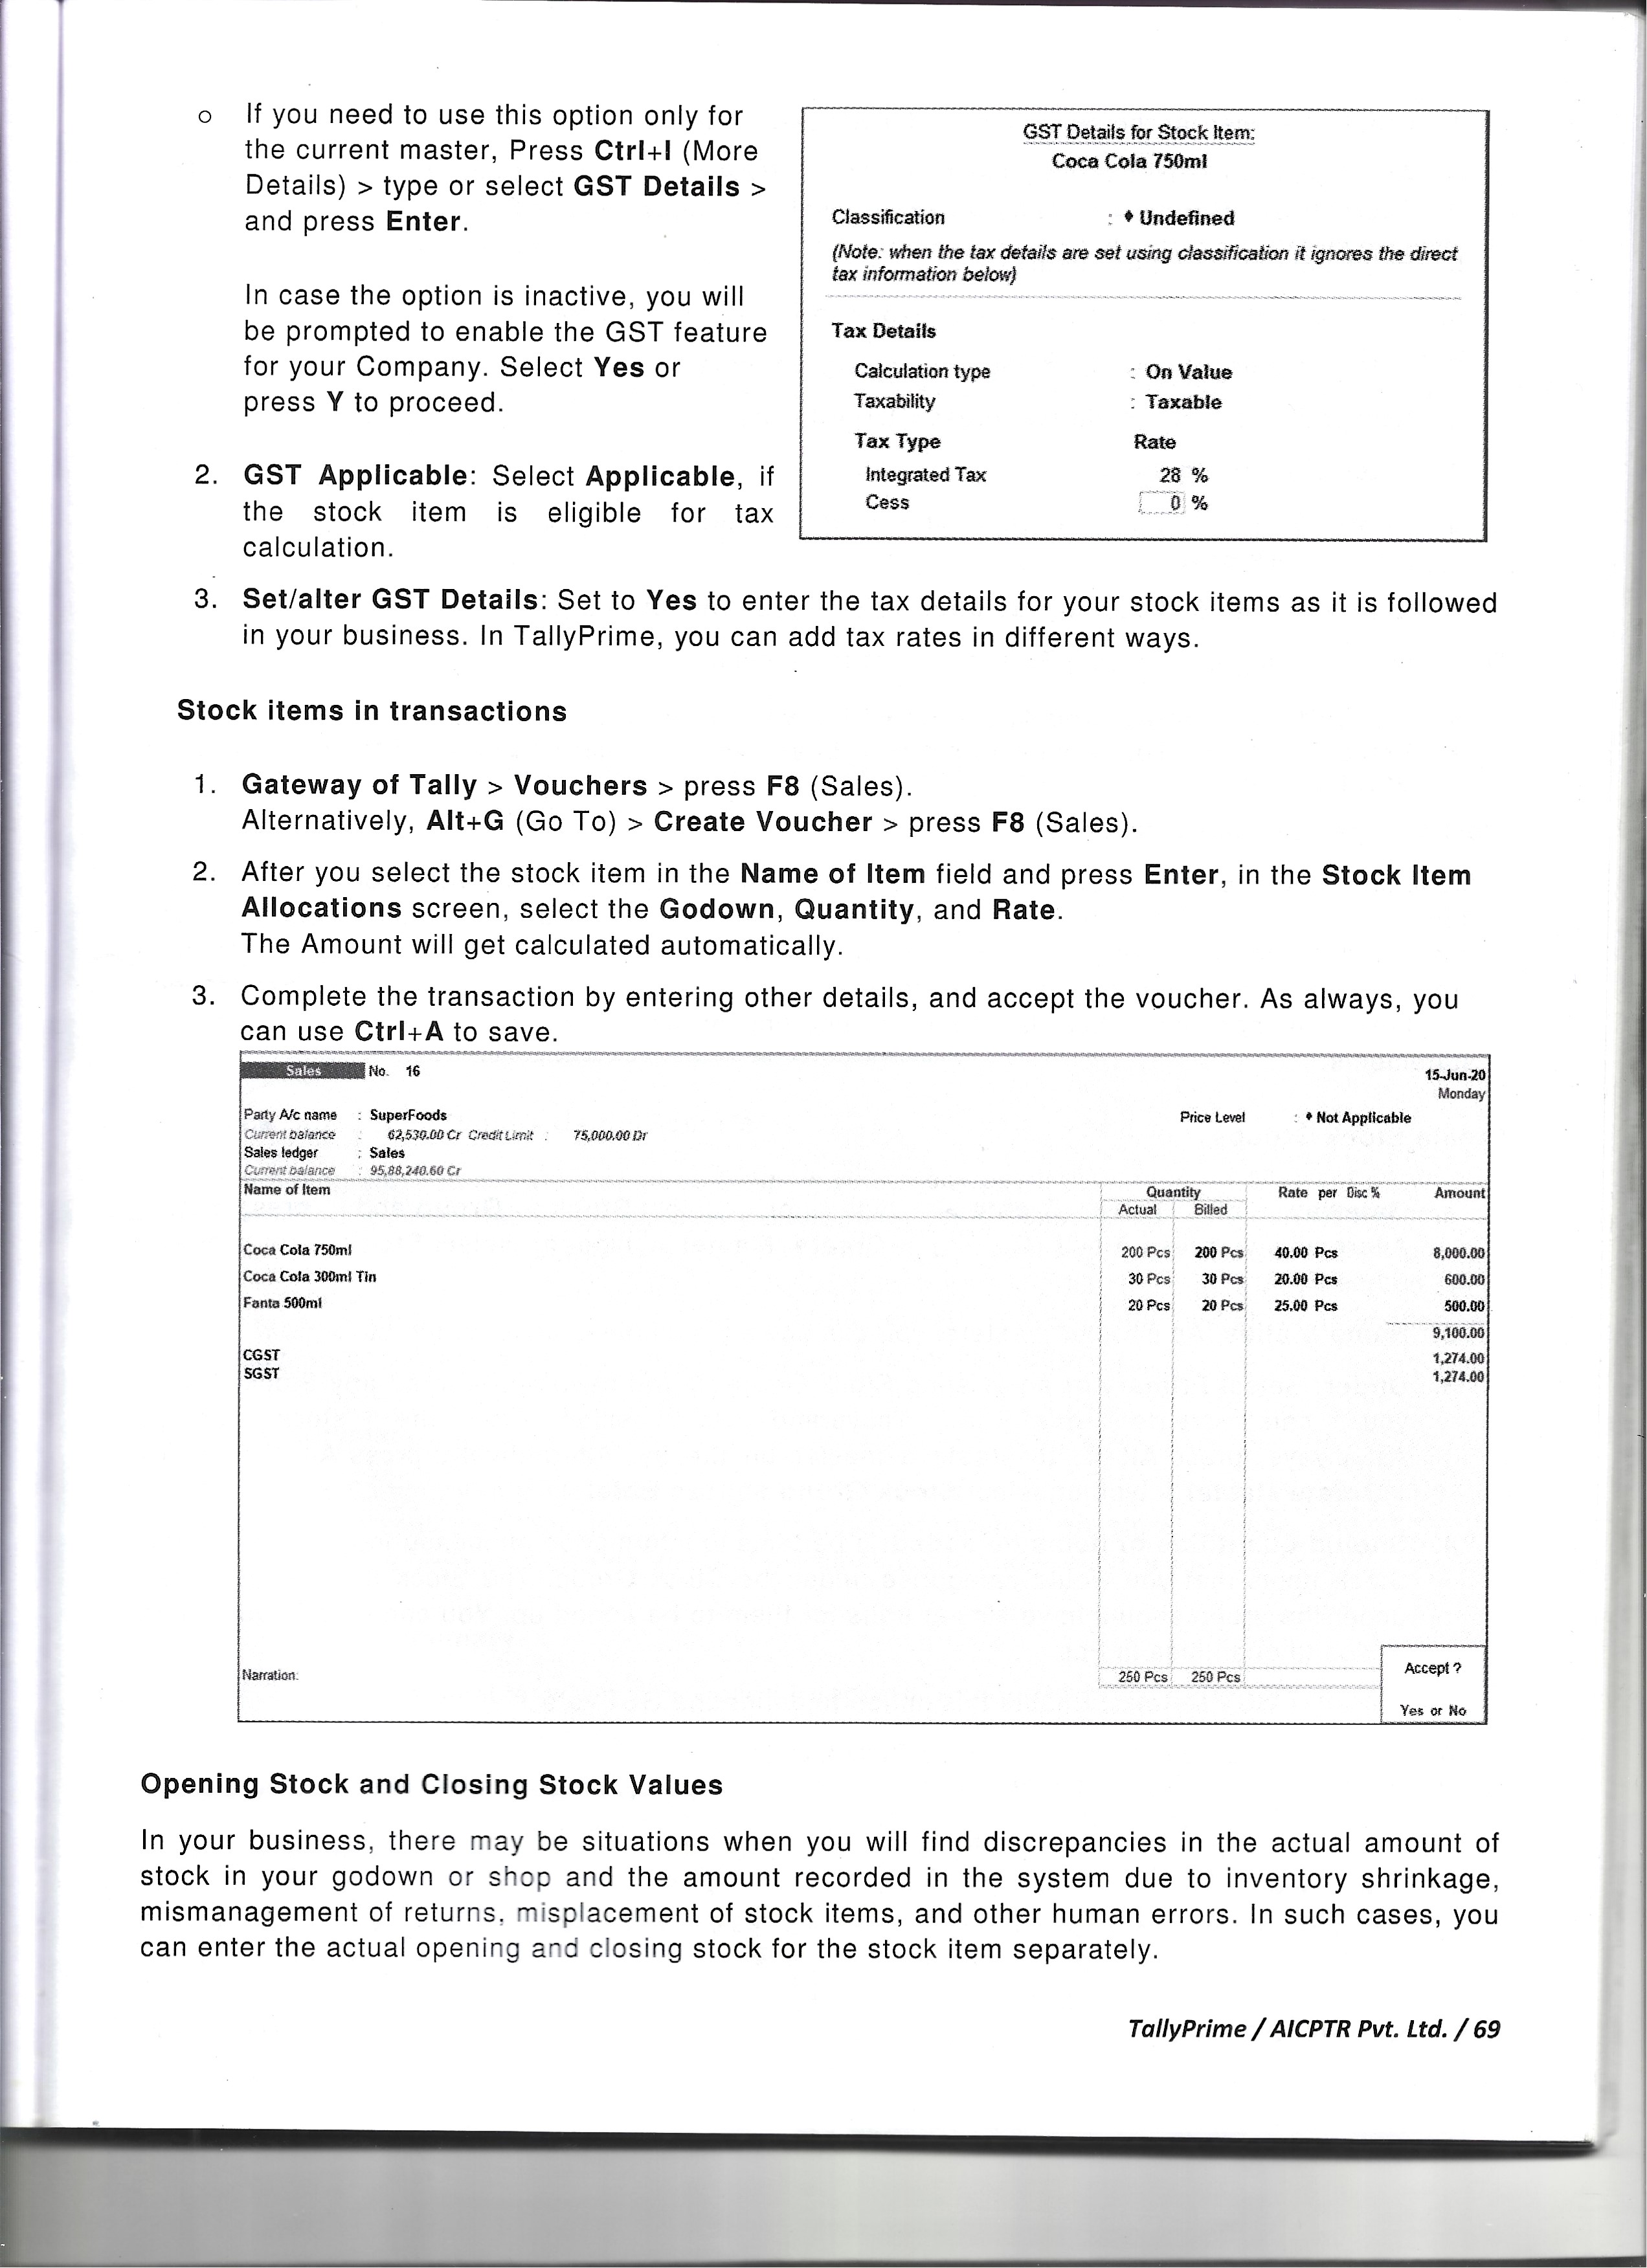 o If you need to use this option only for
the current master, Press Ctrl+I (More
Details) > type or select GST Details >
and press Enter.
In case the option is inactive, you will
be prompted to enable the GST feature
for your Company. Select Yes or
press Y to proceed.
2. GST Applicable: Select Applicable, if
the stock item is eligible for tax
calculation.
GST Details for Stock Item:
Coca Cola 750ml
Classification : ♦ Undefined
(Note: when the tax details are set using classification it ignores the direct
tax information below)
Tax Details
Calculation type : On Value
Taxability : Taxable
Tax Type Rate
Integrated Tax 28 %
Cess 0 %
3. Set/alter GST Details: Set to Yes to enter the tax details for your stock items as it is followed
in your business. In TallyPrime, you can add tax rates in different ways.
Stock items in transactions
1. Gateway of Tally > Vouchers > press F8 (Sales).
Alternatively, Alt+G (Go To) > Create Voucher > press F8 (Sales).
2. After you select the stock item in the Name of Item field and press Enter, in the Stock Item
Allocations screen, select the Godown, Quantity, and Rate.
The Amount will get calculated automatically.
3. Complete the transaction by entering other details, and accept the voucher. As always, you
can use Ctrl+A to save.
Sales No. 16 15-Jun-20
Monday
Party A/c name : SuperFoods Price Level : ♦ Not Applicable
Current balance : 62,530.00 Cr Credit Limit : 75,000.00 Dr
Sales ledger : Sales
Current balance : 95,88,240.60 Cr
Name of Item Quantity Rate per Disc % Amount
Actual Billed
Coca Cola 750ml 200 Pcs 200 Pcs 40.00 Pcs 8,000.00
Coca Cola 300ml Tin 30 Pcs 30 Pcs 20.00 Pcs 600.00
Fanta 500ml 20 Pcs 20 Pcs 25.00 Pcs 500.00
9,100.00
CGST 1,274.00
SGST 1,274.00
Narration: 250 Pcs 250 Pcs
Accept ?
Yes or No
Opening Stock and Closing Stock Values
In your business, there may be situations when you will find discrepancies in the actual amount of
stock in your godown or shop and the amount recorded in the system due to inventory shrinkage,
mismanagement of returns, misplacement of stock items, and other human errors. In such cases, you
can enter the actual opening and closing stock for the stock item separately.
TallyPrime / AICPTR Pvt. Ltd. / 69